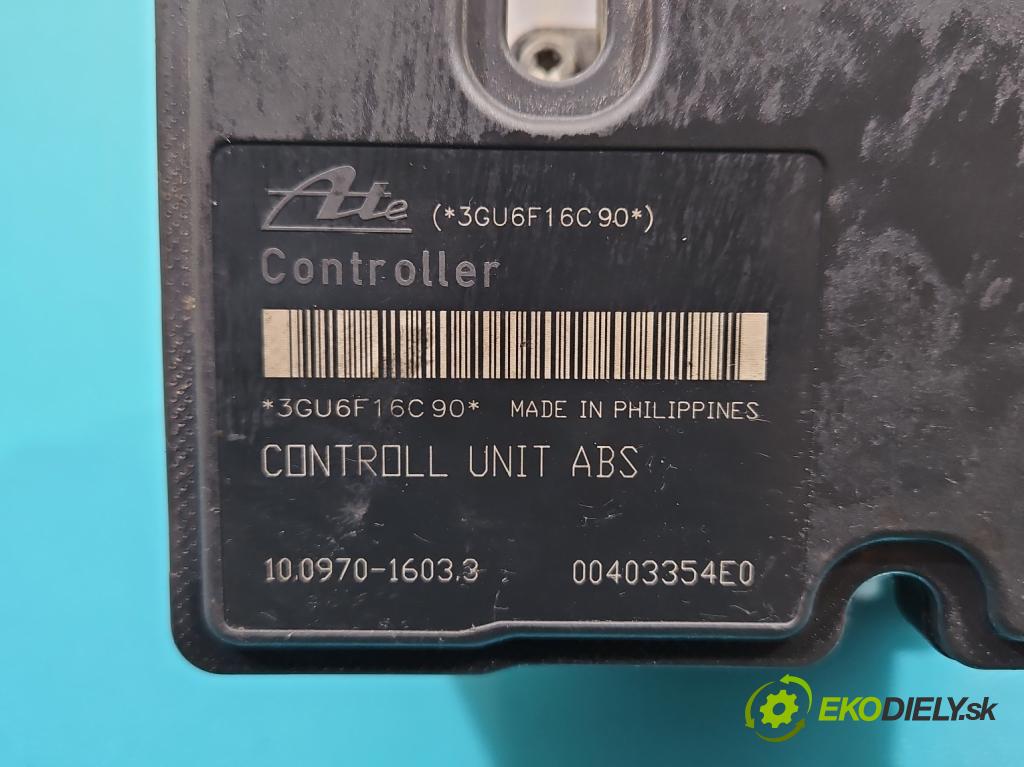 Ate (*3GU6F16C90*)
Controller
*3GU6F16C90* MADE IN PHILIPPINES
CONTROLL UNIT ABS
10.0970-1603.3 00403354E0
EKODIELY.sk